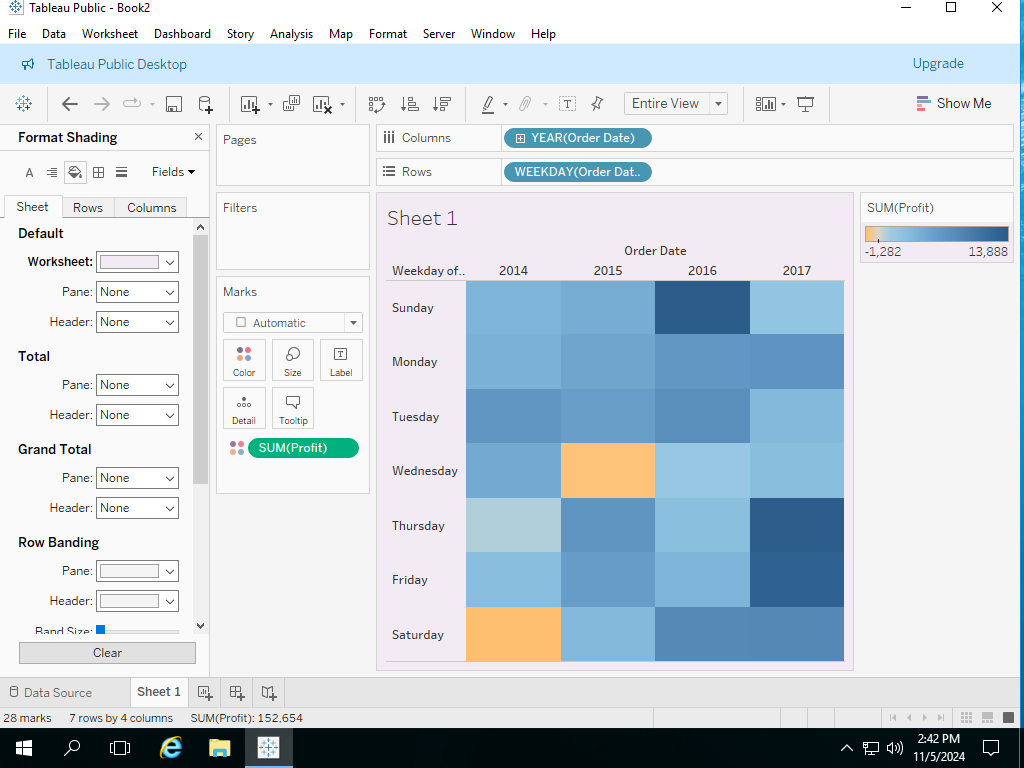 Tableau Public - Book2
File Data Worksheet Dashboard Story Analysis Map Format Server Window Help
Tableau Public Desktop Upgrade
Entire View Show Me
Format Shading
Fields
Sheet Rows Columns
Default
Worksheet:
Pane: None
Header: None
Total
Pane: None
Header: None
Grand Total
Pane: None
Header: None
Row Banding
Pane:
Header:
Band Size:
Clear
Pages
Filters
Marks
Automatic
Color Size Label
Detail Tooltip
SUM(Profit)
Columns YEAR(Order Date)
Rows WEEKDAY(Order Dat..
Sheet 1
Order Date
Weekday of.. 2014 2015 2016 2017
Sunday
Monday
Tuesday
Wednesday
Thursday
Friday
Saturday
SUM(Profit)
-1,282 13,888
Data Source Sheet 1
28 marks 7 rows by 4 columns SUM(Profit): 152,654
2:42 PM
11/5/2024